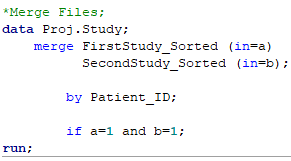 *Merge Files;
data Proj.Study;
merge FirstStudy_Sorted (in=a)
SecondStudy_Sorted (in=b);
by Patient_ID;
if a=1 and b=1;
run;